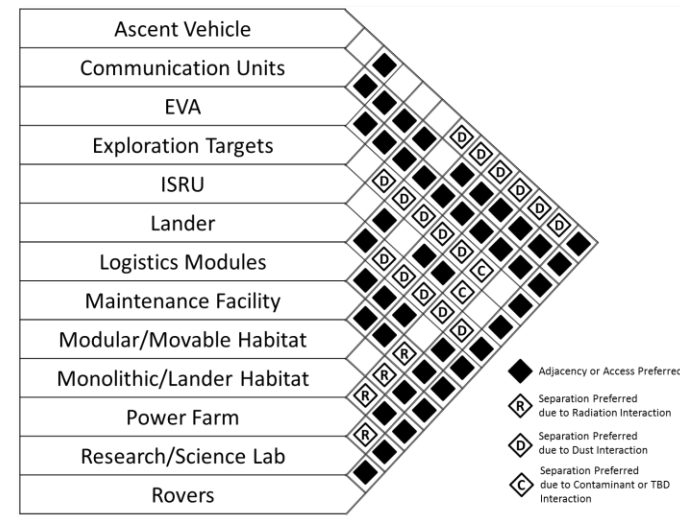 Ascent Vehicle
Communication Units
EVA
Exploration Targets
ISRU
Lander
Logistics Modules
Maintenance Facility
Modular/Movable Habitat
Monolithic/Lander Habitat
Power Farm
Research/Science Lab
Rovers
D
D
D
D
D
D
D
D
D
D
D
D
C
D
C
D
D
D
R
R
R
R
Adjacency or Access Preferred
R
Separation Preferred
due to Radiation Interaction
D
Separation Preferred
due to Dust Interaction
C
Separation Preferred
due to Contaminant or TBD
Interaction